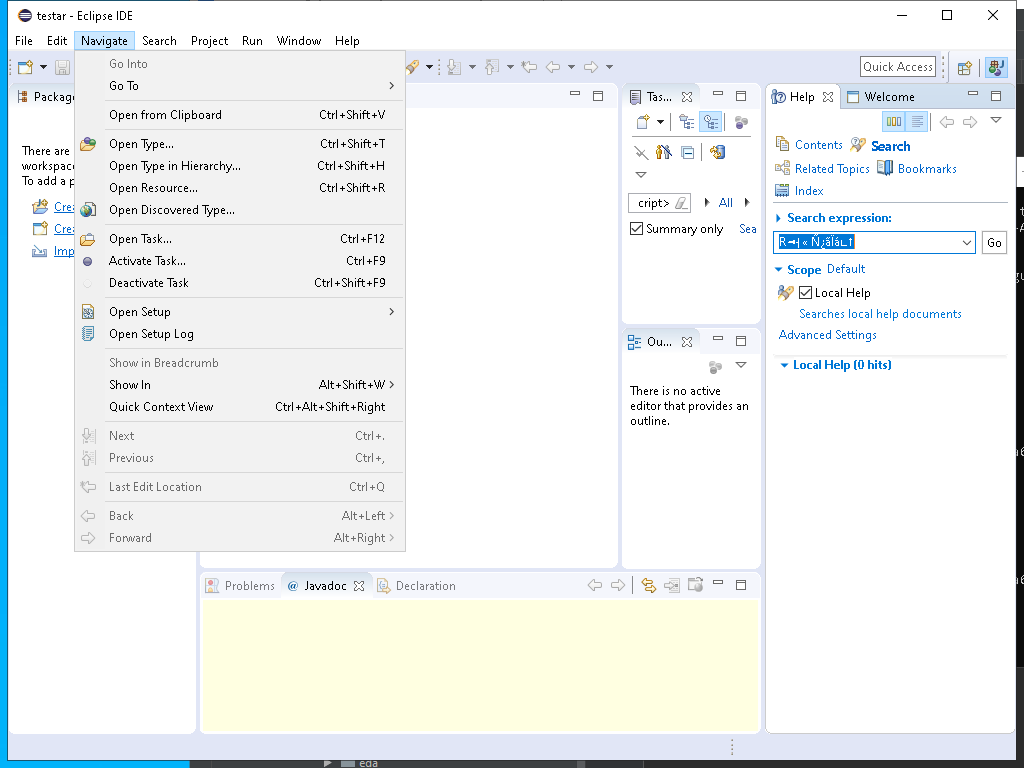 testar - Eclipse IDE
File Edit Navigate Search Project Run Window Help
Quick Access
Go Into
Go To
Open from Clipboard Ctrl+Shift+V
Open Type... Ctrl+Shift+T
Open Type in Hierarchy... Ctrl+Shift+H
Open Resource... Ctrl+Shift+R
Open Discovered Type...
Open Task... Ctrl+F12
Activate Task... Ctrl+F9
Deactivate Task Ctrl+Shift+F9
Open Setup
Open Setup Log
Show in Breadcrumb
Show In Alt+Shift+W
Quick Context View Ctrl+Alt+Shift+Right
Next Ctrl+.
Previous Ctrl+,
Last Edit Location Ctrl+Q
Back Alt+Left
Forward Alt+Right
There are
To add a
Tas...
cript> All
Summary only Sea
Ou...
There is no active
editor that provides an
outline.
Help Welcome
Contents Search
Related Topics Bookmarks
Index
Search expression:
Go
Scope Default
Local Help
Searches local help documents
Advanced Settings
Local Help (0 hits)
Problems @ Javadoc Declaration
eda